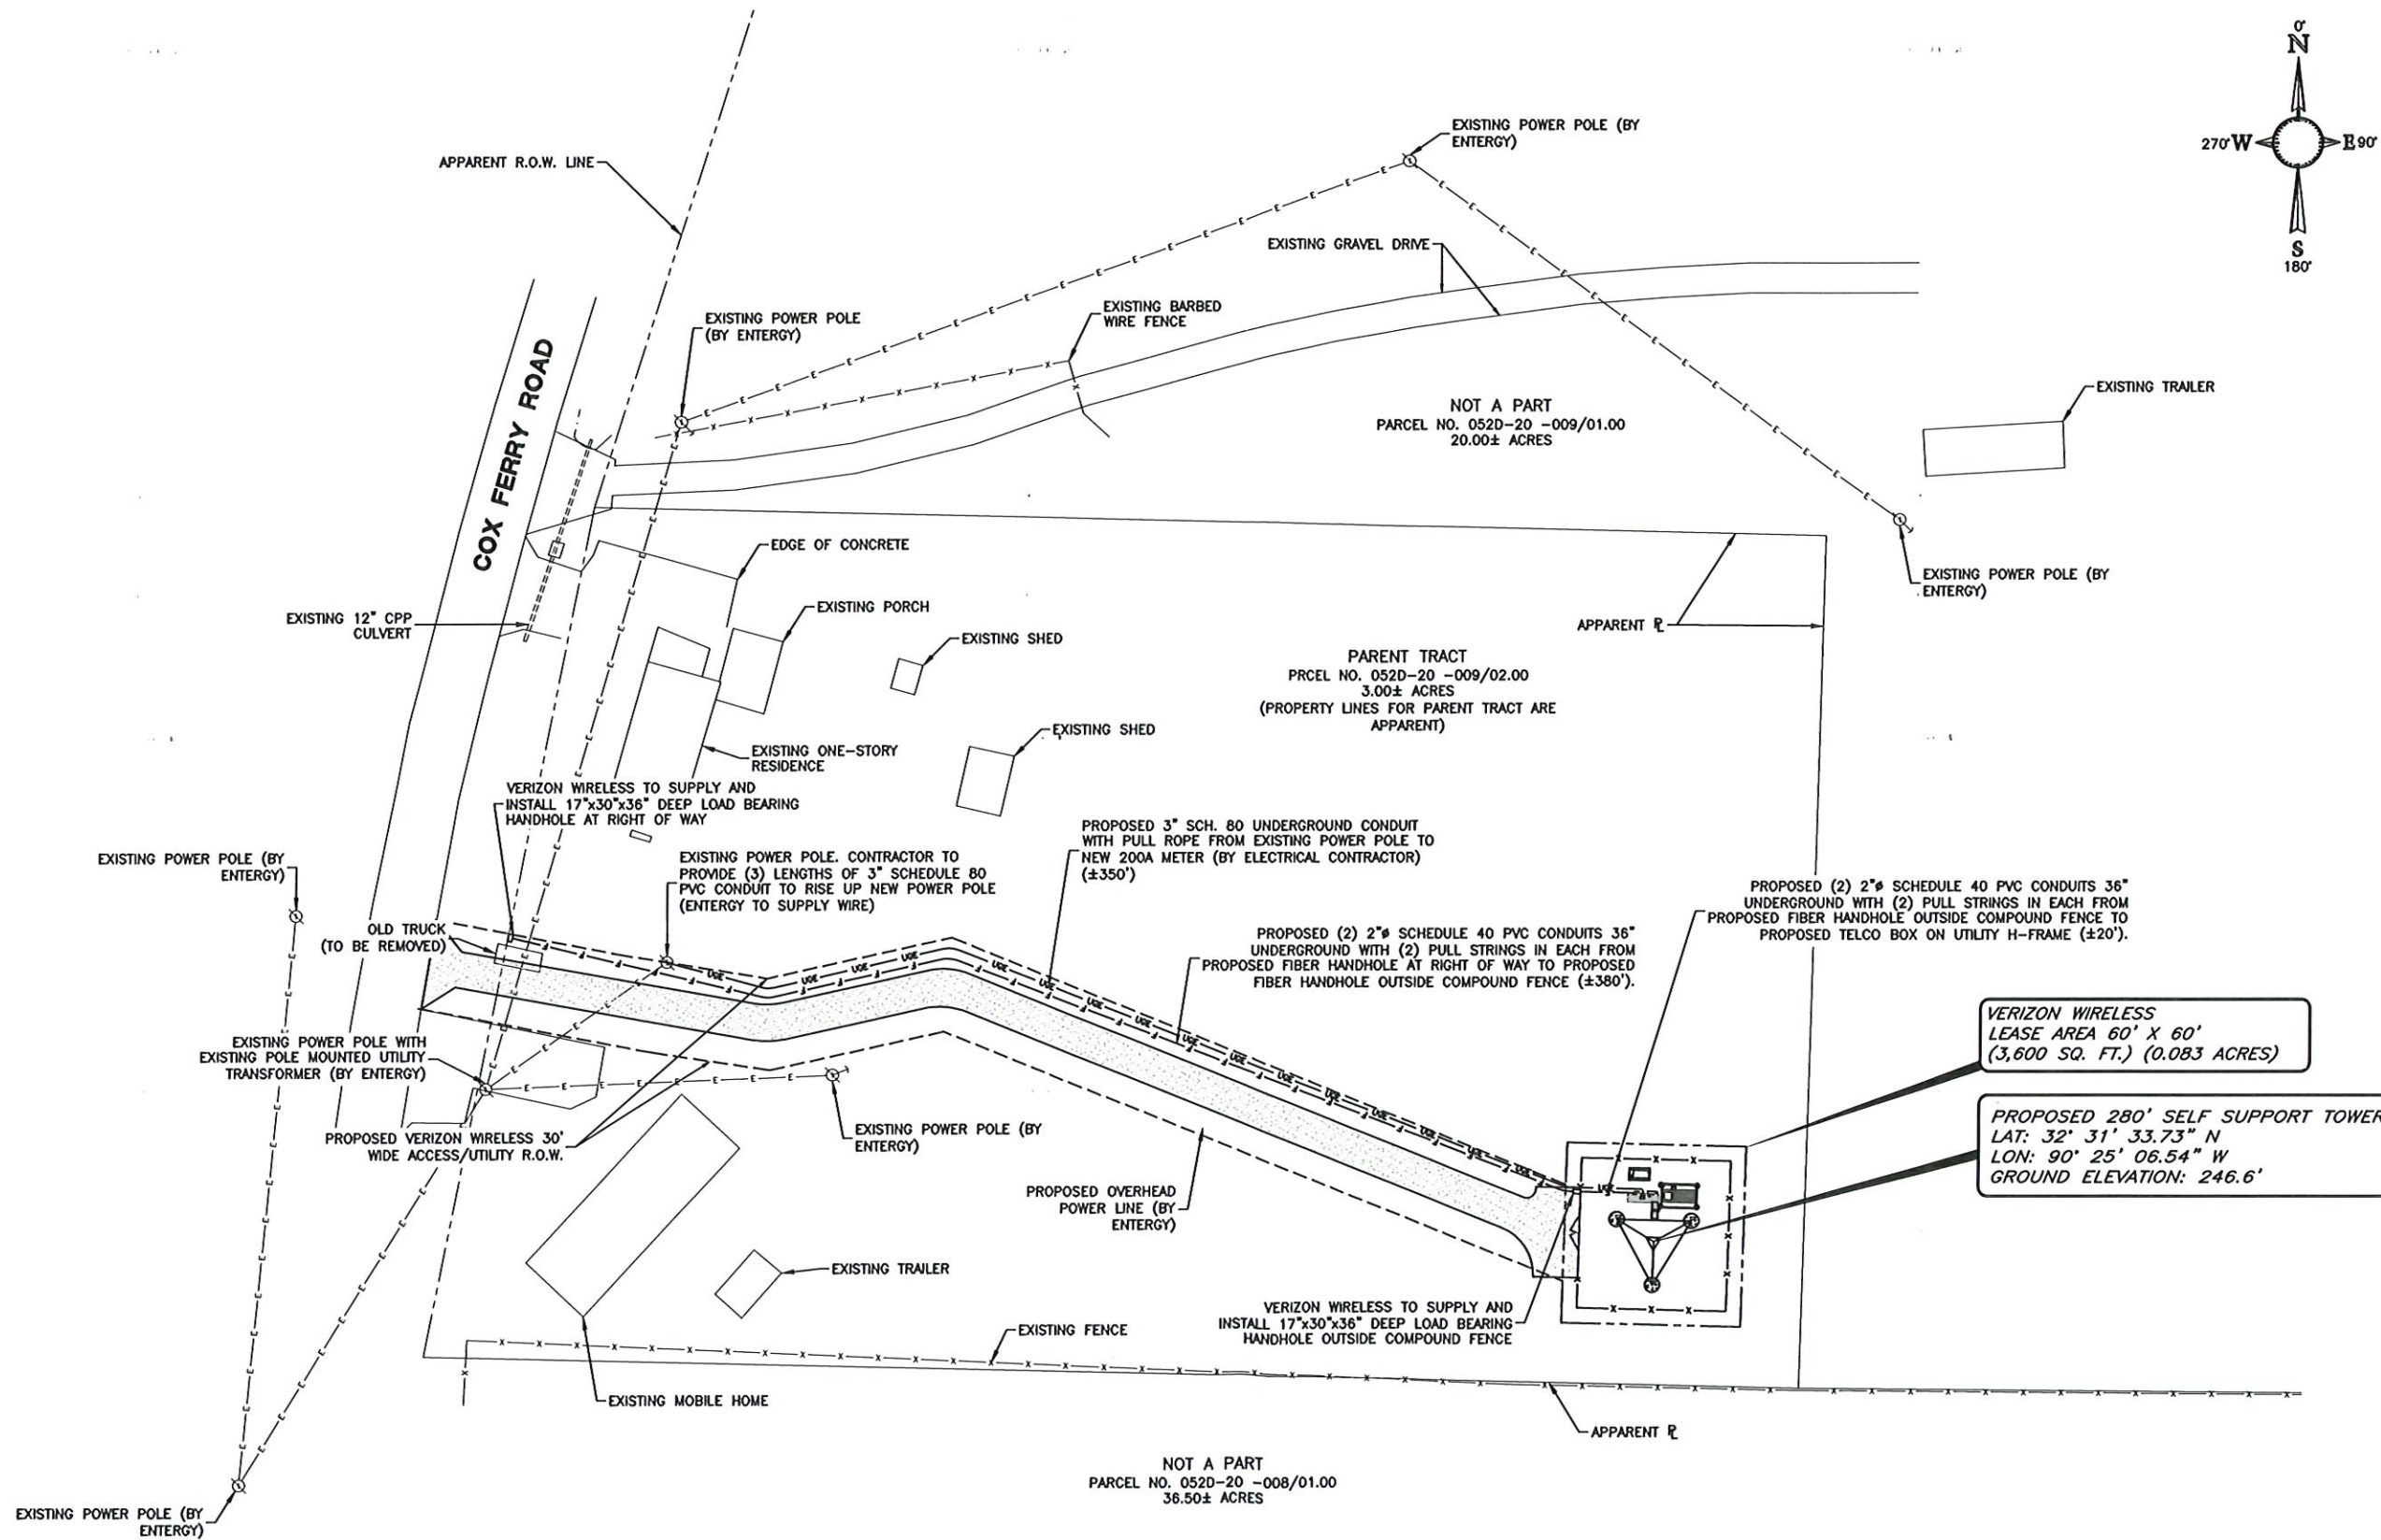 0°
N
270° W
E 90°
S
180°
EXISTING POWER POLE (BY
ENTERGY)
APPARENT R.O.W. LINE
EXISTING GRAVEL DRIVE
EXISTING BARBED
WIRE FENCE
EXISTING POWER POLE
(BY ENTERGY)
COX FERRY ROAD
NOT A PART
PARCEL NO. 052D-20 -009/01.00
20.00± ACRES
EXISTING TRAILER
EXISTING POWER POLE (BY
ENTERGY)
EDGE OF CONCRETE
EXISTING PORCH
EXISTING SHED
EXISTING 12" CPP
CULVERT
APPARENT ℄
PARENT TRACT
PRCEL NO. 052D-20 -009/02.00
3.00± ACRES
(PROPERTY LINES FOR PARENT TRACT ARE
APPARENT)
EXISTING SHED
EXISTING ONE-STORY
RESIDENCE
VERIZON WIRELESS TO SUPPLY AND
INSTALL 17"x30"x36" DEEP LOAD BEARING
HANDHOLE AT RIGHT OF WAY
EXISTING POWER POLE (BY
ENTERGY)
EXISTING POWER POLE. CONTRACTOR TO
PROVIDE (3) LENGTHS OF 3" SCHEDULE 80
PVC CONDUIT TO RISE UP NEW POWER POLE
(ENTERGY TO SUPPLY WIRE)
PROPOSED 3" SCH. 80 UNDERGROUND CONDUIT
WITH PULL ROPE FROM EXISTING POWER POLE TO
NEW 200A METER (BY ELECTRICAL CONTRACTOR)
(±350')
PROPOSED (2) 2"ø SCHEDULE 40 PVC CONDUITS 36"
UNDERGROUND WITH (2) PULL STRINGS IN EACH FROM
PROPOSED FIBER HANDHOLE OUTSIDE COMPOUND FENCE TO
PROPOSED TELCO BOX ON UTILITY H-FRAME (±20').
OLD TRUCK
(TO BE REMOVED)
PROPOSED (2) 2"ø SCHEDULE 40 PVC CONDUITS 36"
UNDERGROUND WITH (2) PULL STRINGS IN EACH FROM
PROPOSED FIBER HANDHOLE AT RIGHT OF WAY TO PROPOSED
FIBER HANDHOLE OUTSIDE COMPOUND FENCE (±380').
EXISTING POWER POLE WITH
EXISTING POLE MOUNTED UTILITY
TRANSFORMER (BY ENTERGY)
VERIZON WIRELESS
LEASE AREA 60' X 60'
(3,600 SQ. FT.) (0.083 ACRES)
PROPOSED 280' SELF SUPPORT TOWER
LAT: 32° 31' 33.73" N
LON: 90° 25' 06.54" W
GROUND ELEVATION: 246.6'
PROPOSED VERIZON WIRELESS 30'
WIDE ACCESS/UTILITY R.O.W.
EXISTING POWER POLE (BY
ENTERGY)
PROPOSED OVERHEAD
POWER LINE (BY
ENTERGY)
EXISTING TRAILER
VERIZON WIRELESS TO SUPPLY AND
INSTALL 17"x30"x36" DEEP LOAD BEARING
HANDHOLE OUTSIDE COMPOUND FENCE
EXISTING FENCE
EXISTING MOBILE HOME
APPARENT ℄
NOT A PART
PARCEL NO. 052D-20 -008/01.00
36.50± ACRES
EXISTING POWER POLE (BY
ENTERGY)